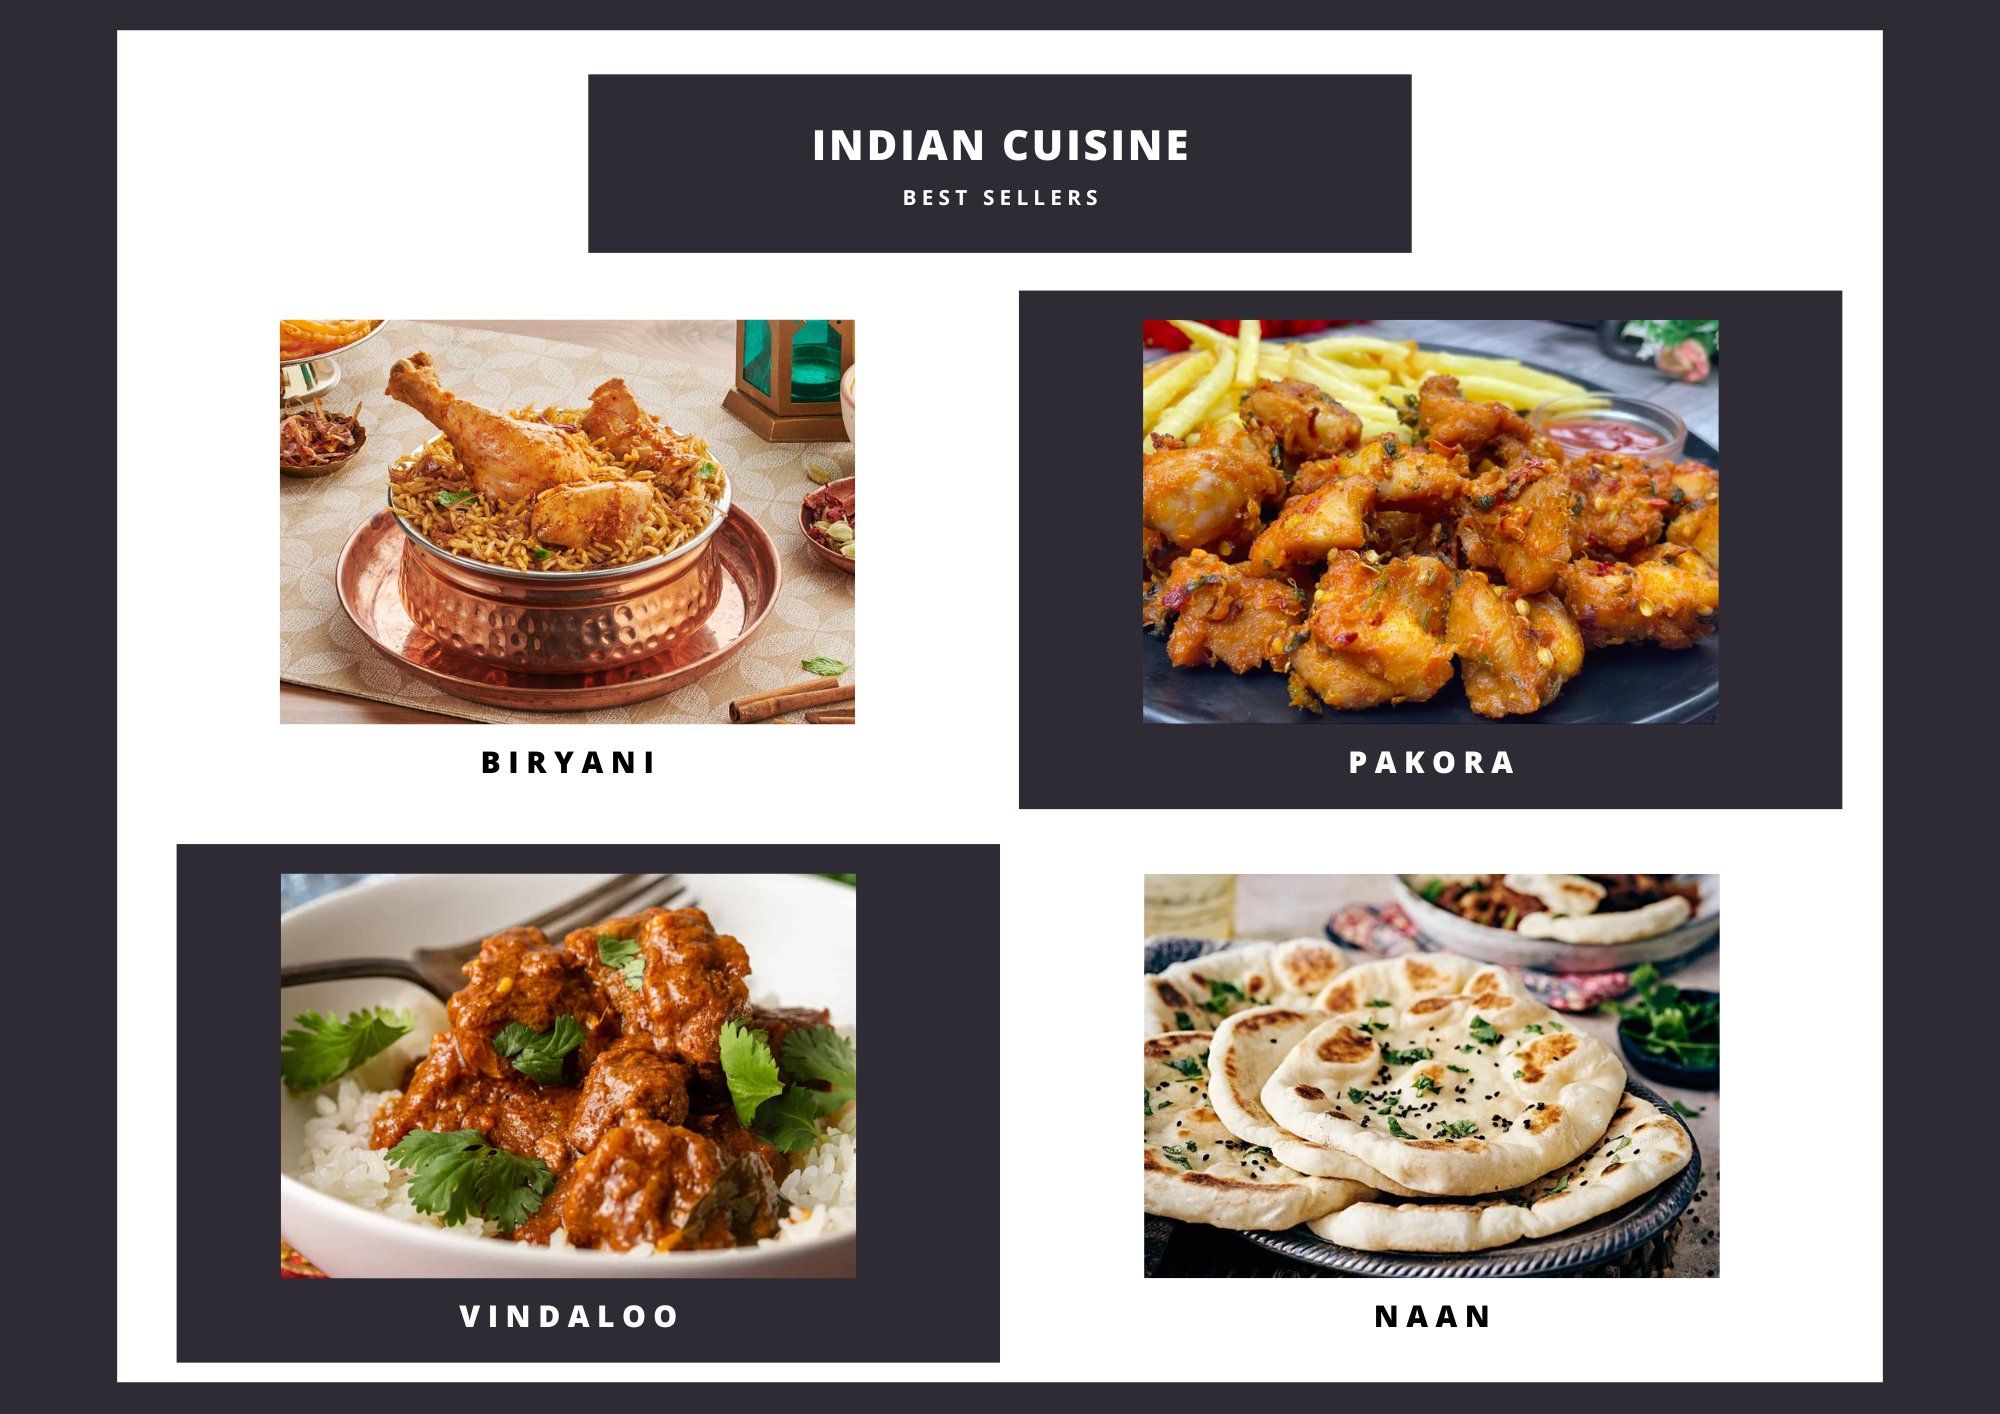 INDIAN CUISINE
BEST SELLERS
BIRYANI
PAKORA
VINDALOO
NAAN